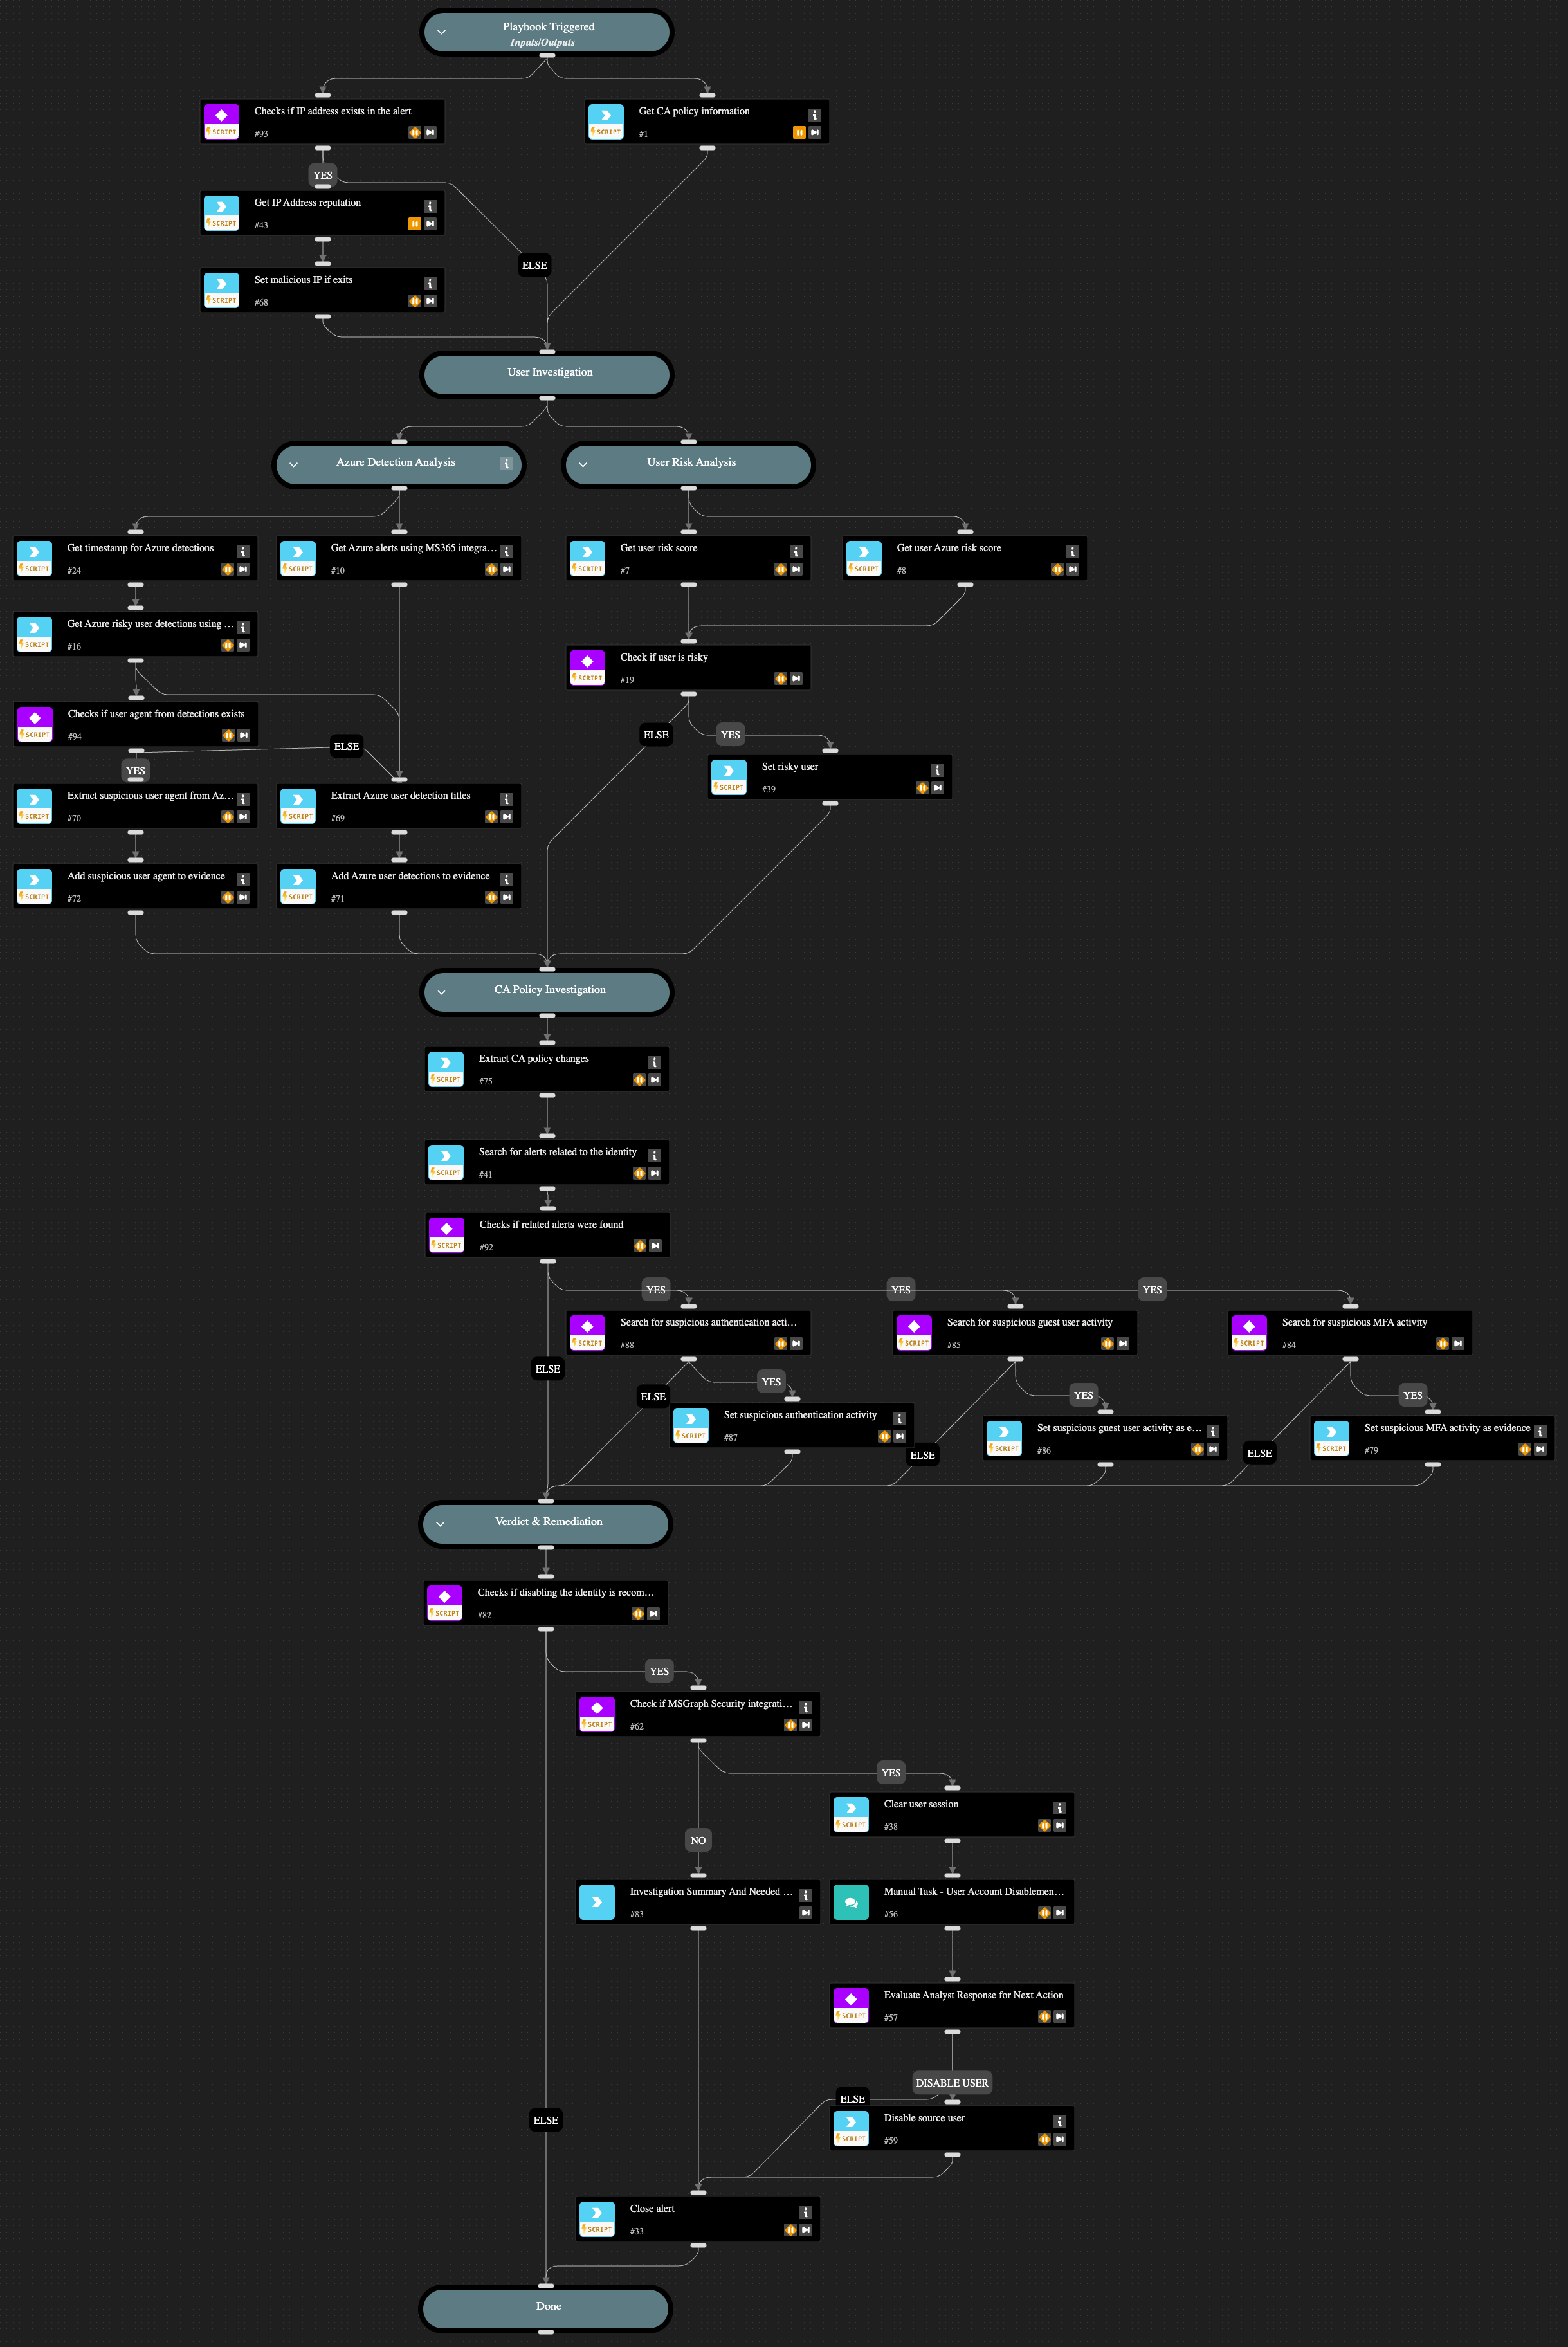 Playbook Triggered
Inputs/Outputs
Checks if IP address exists in the alert
SCRIPT
#93
Get CA policy information
SCRIPT
#1
YES
Get IP Address reputation
SCRIPT
#43
ELSE
Set malicious IP if exits
SCRIPT
#68
User Investigation
Azure Detection Analysis
User Risk Analysis
Get timestamp for Azure detections
SCRIPT
#24
Get Azure alerts using MS365 integra...
SCRIPT
#10
Get user risk score
SCRIPT
#7
Get user Azure risk score
SCRIPT
#8
Get Azure risky user detections using ...
SCRIPT
#16
Check if user is risky
SCRIPT
#19
Checks if user agent from detections exists
SCRIPT
#94
ELSE
YES
ELSE
YES
Set risky user
SCRIPT
#39
Extract suspicious user agent from Az...
SCRIPT
#70
Extract Azure user detection titles
SCRIPT
#69
Add suspicious user agent to evidence
SCRIPT
#72
Add Azure user detections to evidence
SCRIPT
#71
CA Policy Investigation
Extract CA policy changes
SCRIPT
#75
Search for alerts related to the identity
SCRIPT
#41
Checks if related alerts were found
SCRIPT
#92
YES
YES
YES
Search for suspicious authentication acti...
SCRIPT
#88
Search for suspicious guest user activity
SCRIPT
#85
Search for suspicious MFA activity
SCRIPT
#84
ELSE
YES
ELSE
YES
YES
Set suspicious authentication activity
SCRIPT
#87
ELSE
Set suspicious guest user activity as e...
SCRIPT
#86
ELSE
Set suspicious MFA activity as evidence
SCRIPT
#79
Verdict & Remediation
Checks if disabling the identity is recom...
SCRIPT
#82
YES
Check if MSGraph Security integrati...
SCRIPT
#62
YES
Clear user session
SCRIPT
#38
NO
Investigation Summary And Needed ...
#83
Manual Task - User Account Disablemen...
#56
Evaluate Analyst Response for Next Action
SCRIPT
#57
DISABLE USER
ELSE
Disable source user
SCRIPT
#59
ELSE
Close alert
SCRIPT
#33
Done